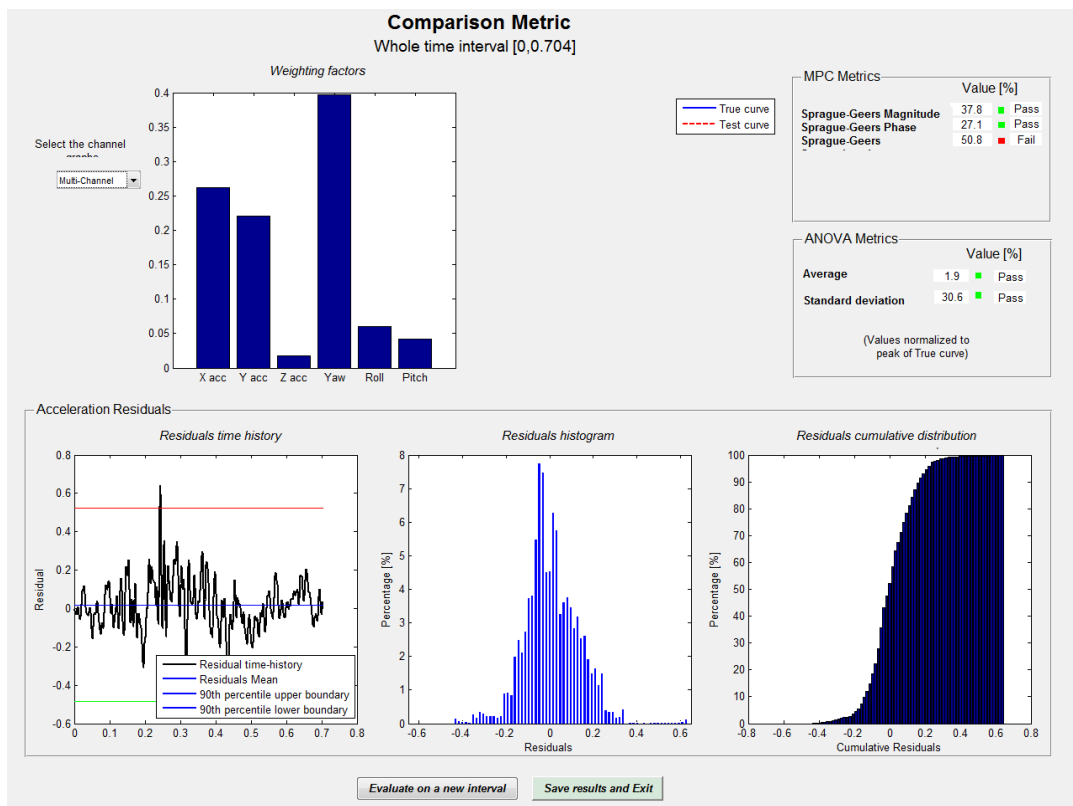 Comparison Metric
Whole time interval [0,0.704]
Weighting factors
0.4
0.35
0.3
0.25
0.2
0.15
0.1
0.05
0
X acc Y acc Z acc Yaw Roll Pitch
Select the channel
Multi-Channel
True curve
Test curve
MPC Metrics
Value [%]
Sprague-Geers Magnitude 37.8 Pass
Sprague-Geers Phase 27.1 Pass
Sprague-Geers 50.8 Fail
ANOVA Metrics
Value [%]
Average 1.9 Pass
Standard deviation 30.6 Pass
(Values normalized to
peak of True curve)
Acceleration Residuals
Residuals time history
0.8
0.6
0.4
0.2
0
-0.2
-0.4
-0.6
Residual
0 0.1 0.2 0.3 0.4 0.5 0.6 0.7 0.8
Residual time-history
Residuals Mean
90th percentile upper boundary
90th percentile lower boundary
Residuals histogram
8
7
6
5
4
3
2
1
0
Percentage [%]
-0.6 -0.4 -0.2 0 0.2 0.4 0.6
Residuals
Residuals cumulative distribution
100
90
80
70
60
50
40
30
20
10
0
Percentage [%]
-0.8 -0.6 -0.4 -0.2 0 0.2 0.4 0.6 0.8
Cumulative Residuals
Evaluate on a new interval
Save results and Exit